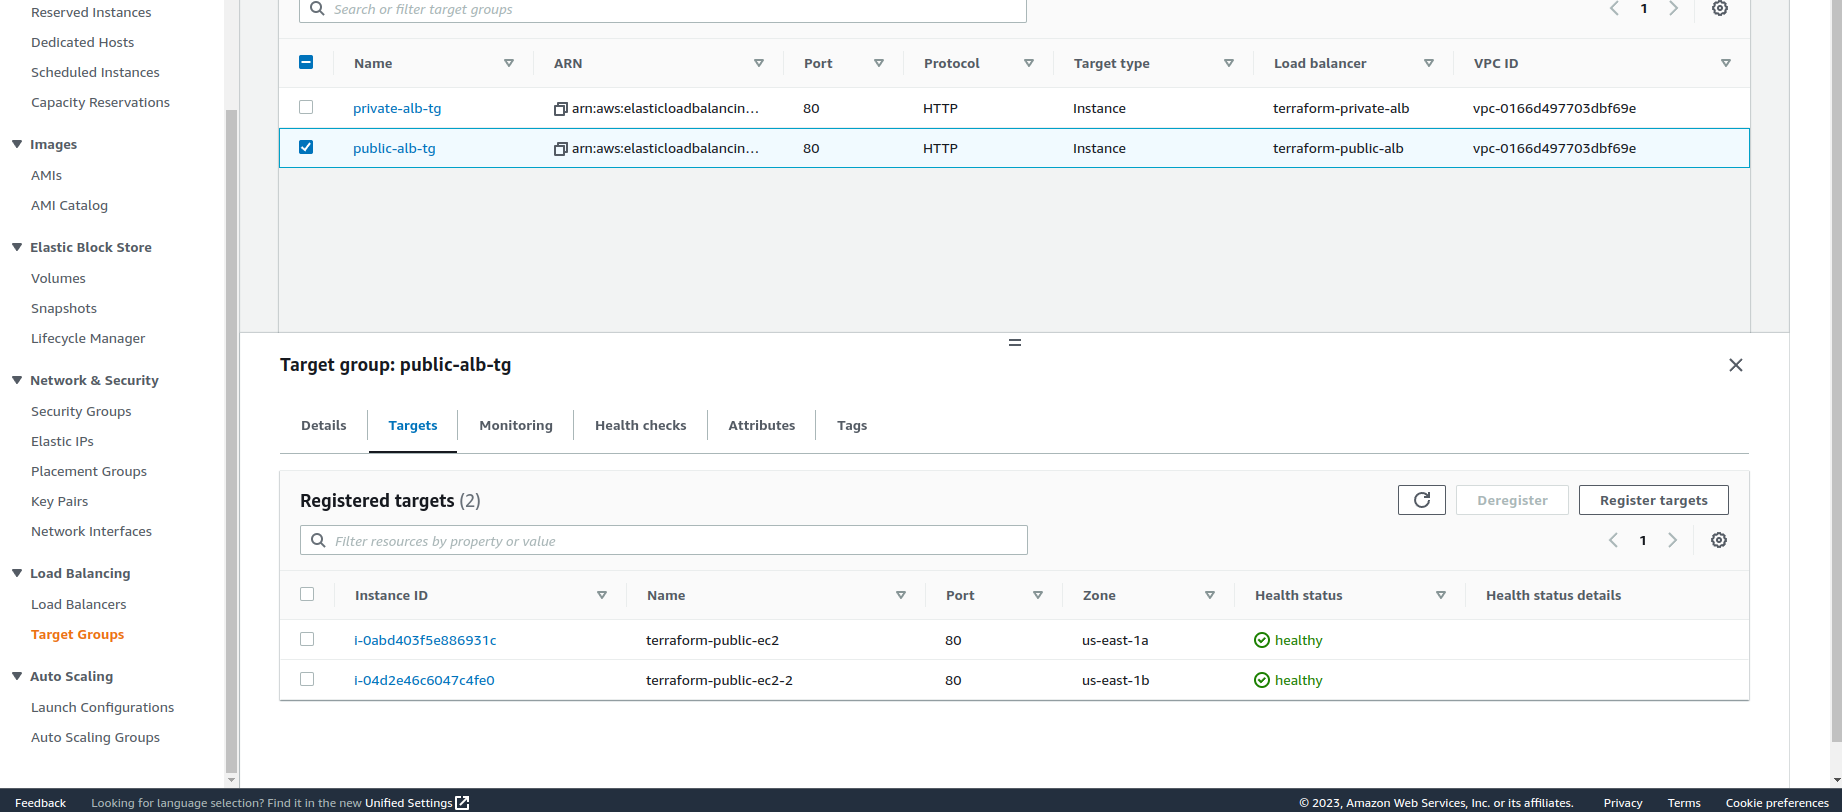 Reserved Instances
Dedicated Hosts
Scheduled Instances
Capacity Reservations
Images
AMIs
AMI Catalog
Elastic Block Store
Volumes
Snapshots
Lifecycle Manager
Network & Security
Security Groups
Elastic IPs
Placement Groups
Key Pairs
Network Interfaces
Load Balancing
Load Balancers
Target Groups
Auto Scaling
Launch Configurations
Auto Scaling Groups
Search or filter target groups
1
Name ARN Port Protocol Target type Load balancer VPC ID
private-alb-tg arn:aws:elasticloadbalancin... 80 HTTP Instance terraform-private-alb vpc-0166d497703dbf69e
public-alb-tg arn:aws:elasticloadbalancin... 80 HTTP Instance terraform-public-alb vpc-0166d497703dbf69e
Target group: public-alb-tg
Details Targets Monitoring Health checks Attributes Tags
Registered targets (2) Deregister Register targets
Filter resources by property or value 1
Instance ID Name Port Zone Health status Health status details
i-0abd403f5e886931c terraform-public-ec2 80 us-east-1a healthy
i-04d2e46c6047c4fe0 terraform-public-ec2-2 80 us-east-1b healthy
Feedback Looking for language selection? Find it in the new Unified Settings © 2023, Amazon Web Services, Inc. or its affiliates. Privacy Terms Cookie preferences